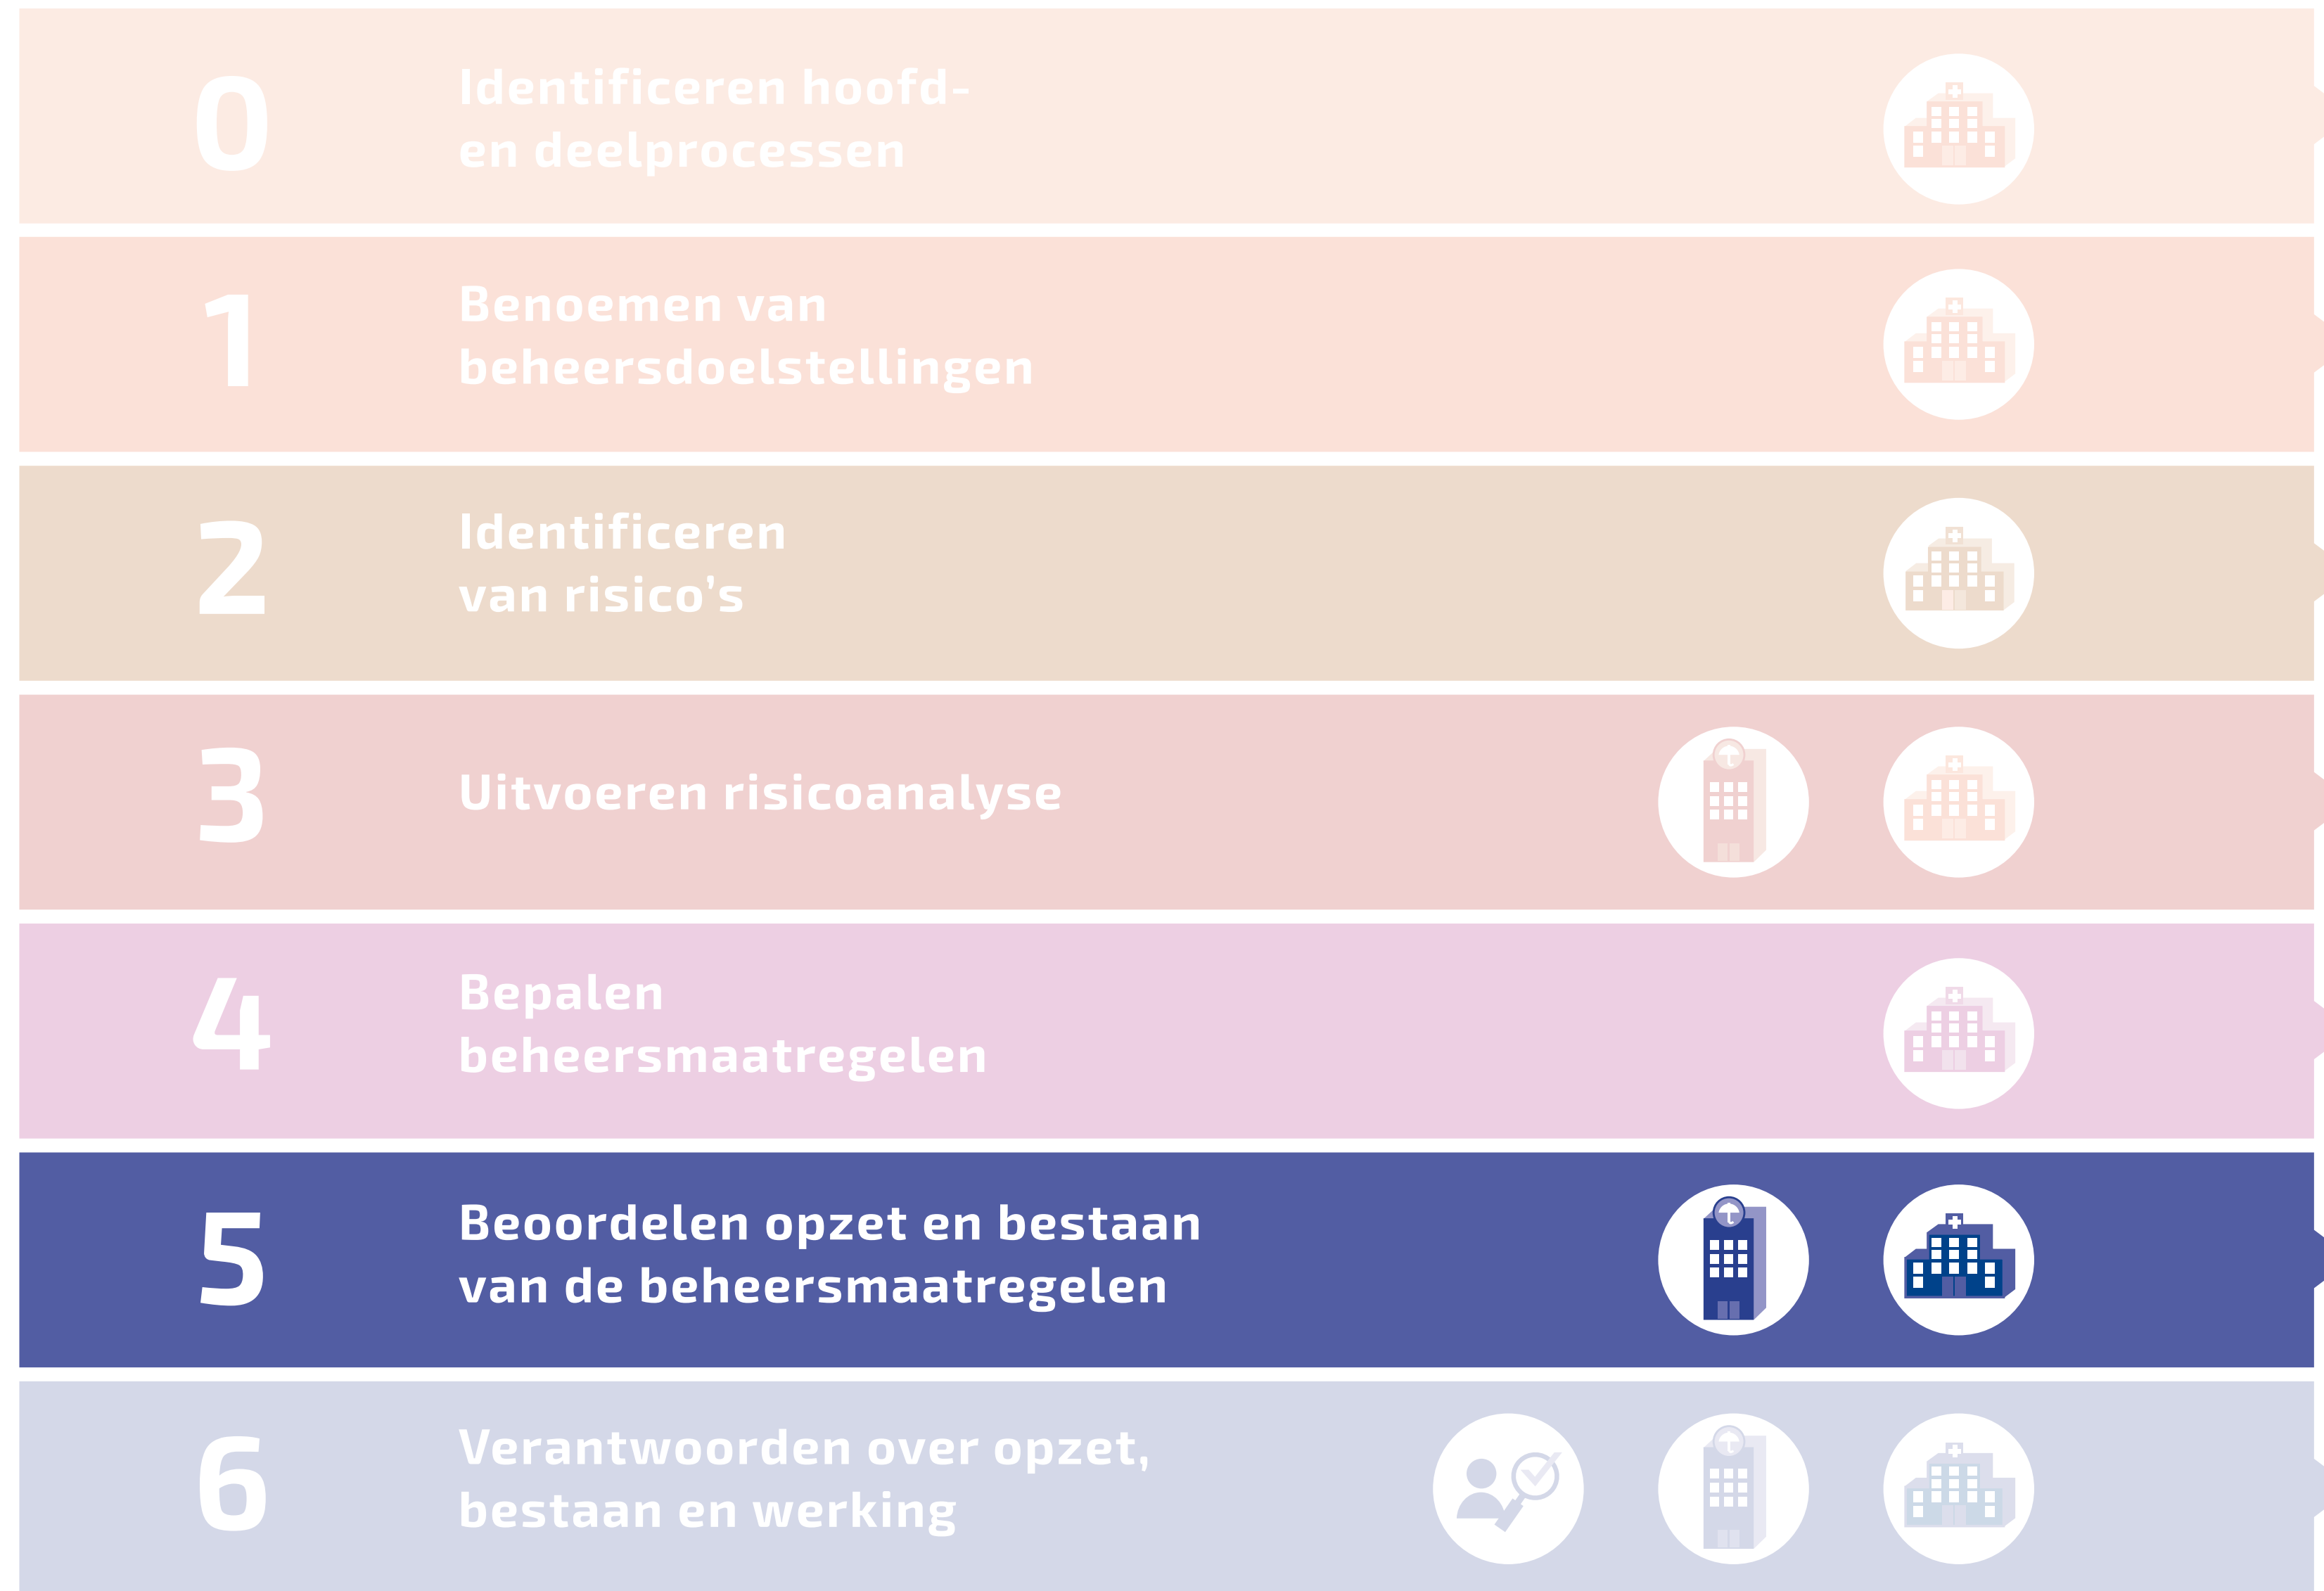 0
Identificeren hoofd-
en deelprocessen
1
Benoemen van
beheersdoelstellingen
2
Identificeren
van risico's
3
Uitvoeren risicoanalyse
4
Bepalen
beheersmaatregelen
5
Beoordelen opzet en bestaan
van de beheersmaatregelen
6
Verantwoorden over opzet,
bestaan en werking